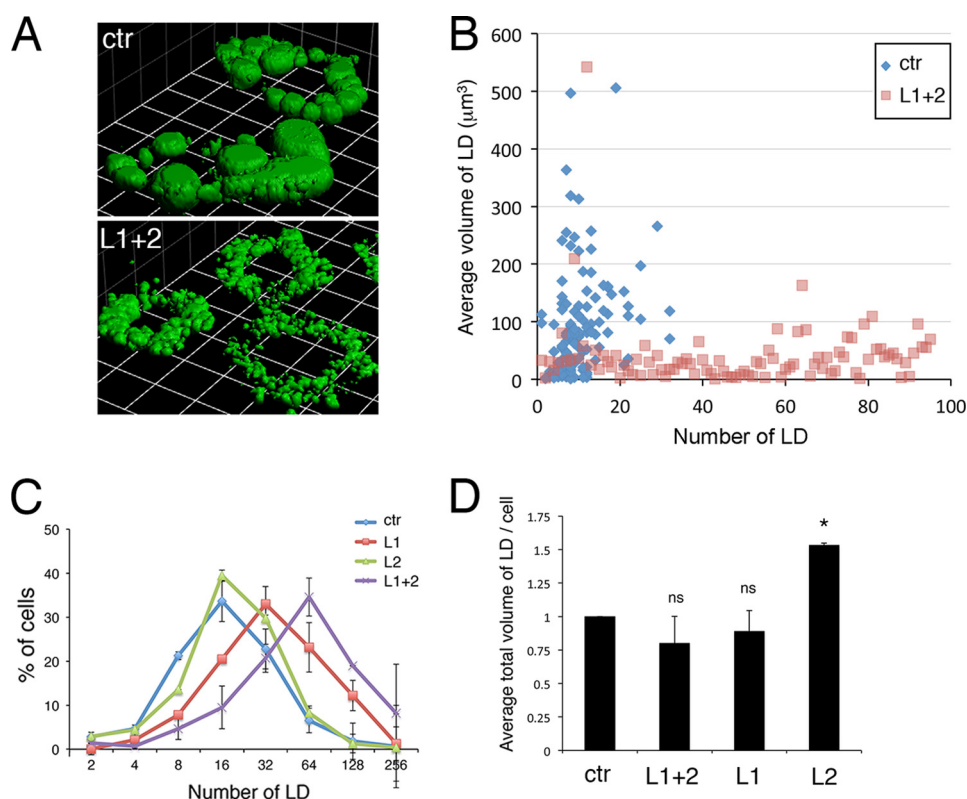 A
ctr
L1+2
B
Average volume of LD (μm³)
600
500
400
300
200
100
0
0 20 40 60 80 100
Number of LD
ctr
L1+2
C
% of cells
50
40
30
20
10
0
2 4 8 16 32 64 128 256
Number of LD
ctr
L1
L2
L1+2
D
Average total volume of LD / cell
1.75
1.5
1.25
1
0.75
0.5
0.25
0
ns
ns
*
ctr L1+2 L1 L2